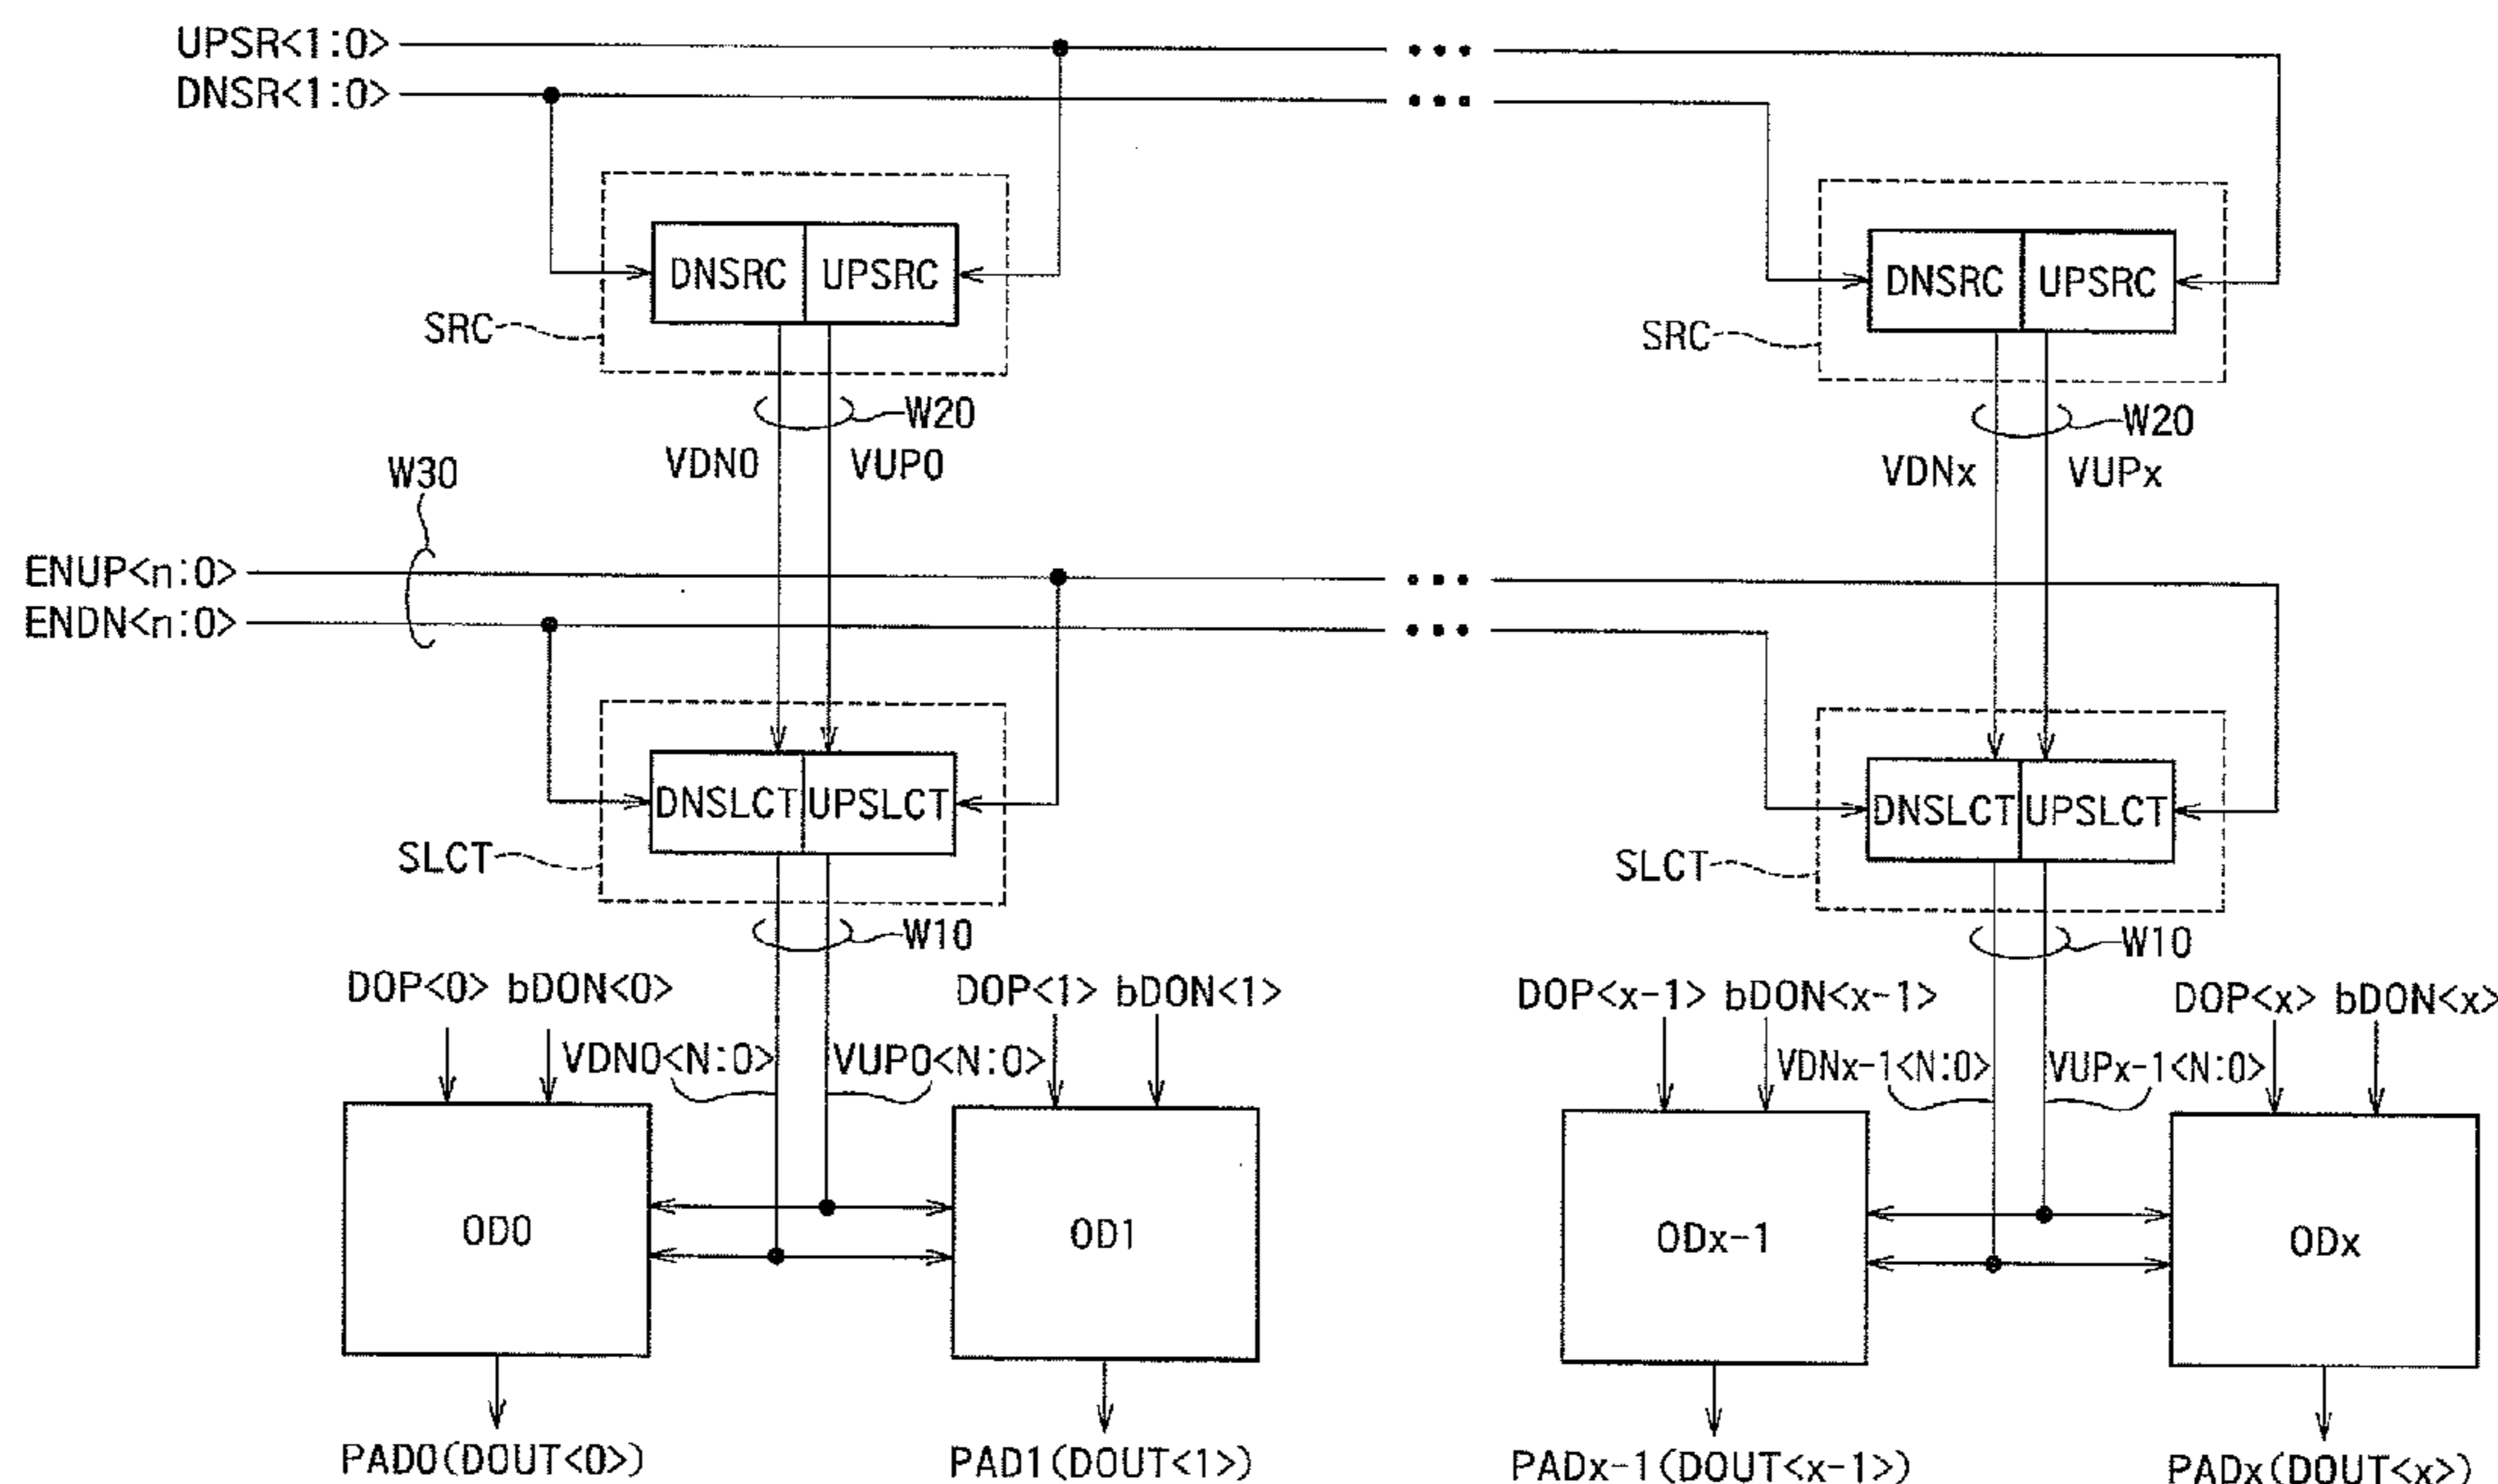 UPSR<1:0>
DNSR<1:0>
DNSRC UPSRC
DNSRC UPSRC
SRC
SRC
W20
W20
VDN0 VUP0
VDNx VUPx
W30
ENUP<n:0>
ENDN<n:0>
DNSLCT UPSLCT
DNSLCT UPSLCT
SLCT
SLCT
W10
W10
DOP<0> bDON<0>
DOP<1> bDON<1>
DOP<x-1> bDON<x-1>
DOP<x> bDON<x>
VDN0<N:0> VUP0<N:0>
VDNx-1<N:0> VUPx-1<N:0>
OD0
OD1
ODx-1
ODx
PAD0(DOUT<0>)
PAD1(DOUT<1>)
PADx-1(DOUT<x-1>)
PADx(DOUT<x>)